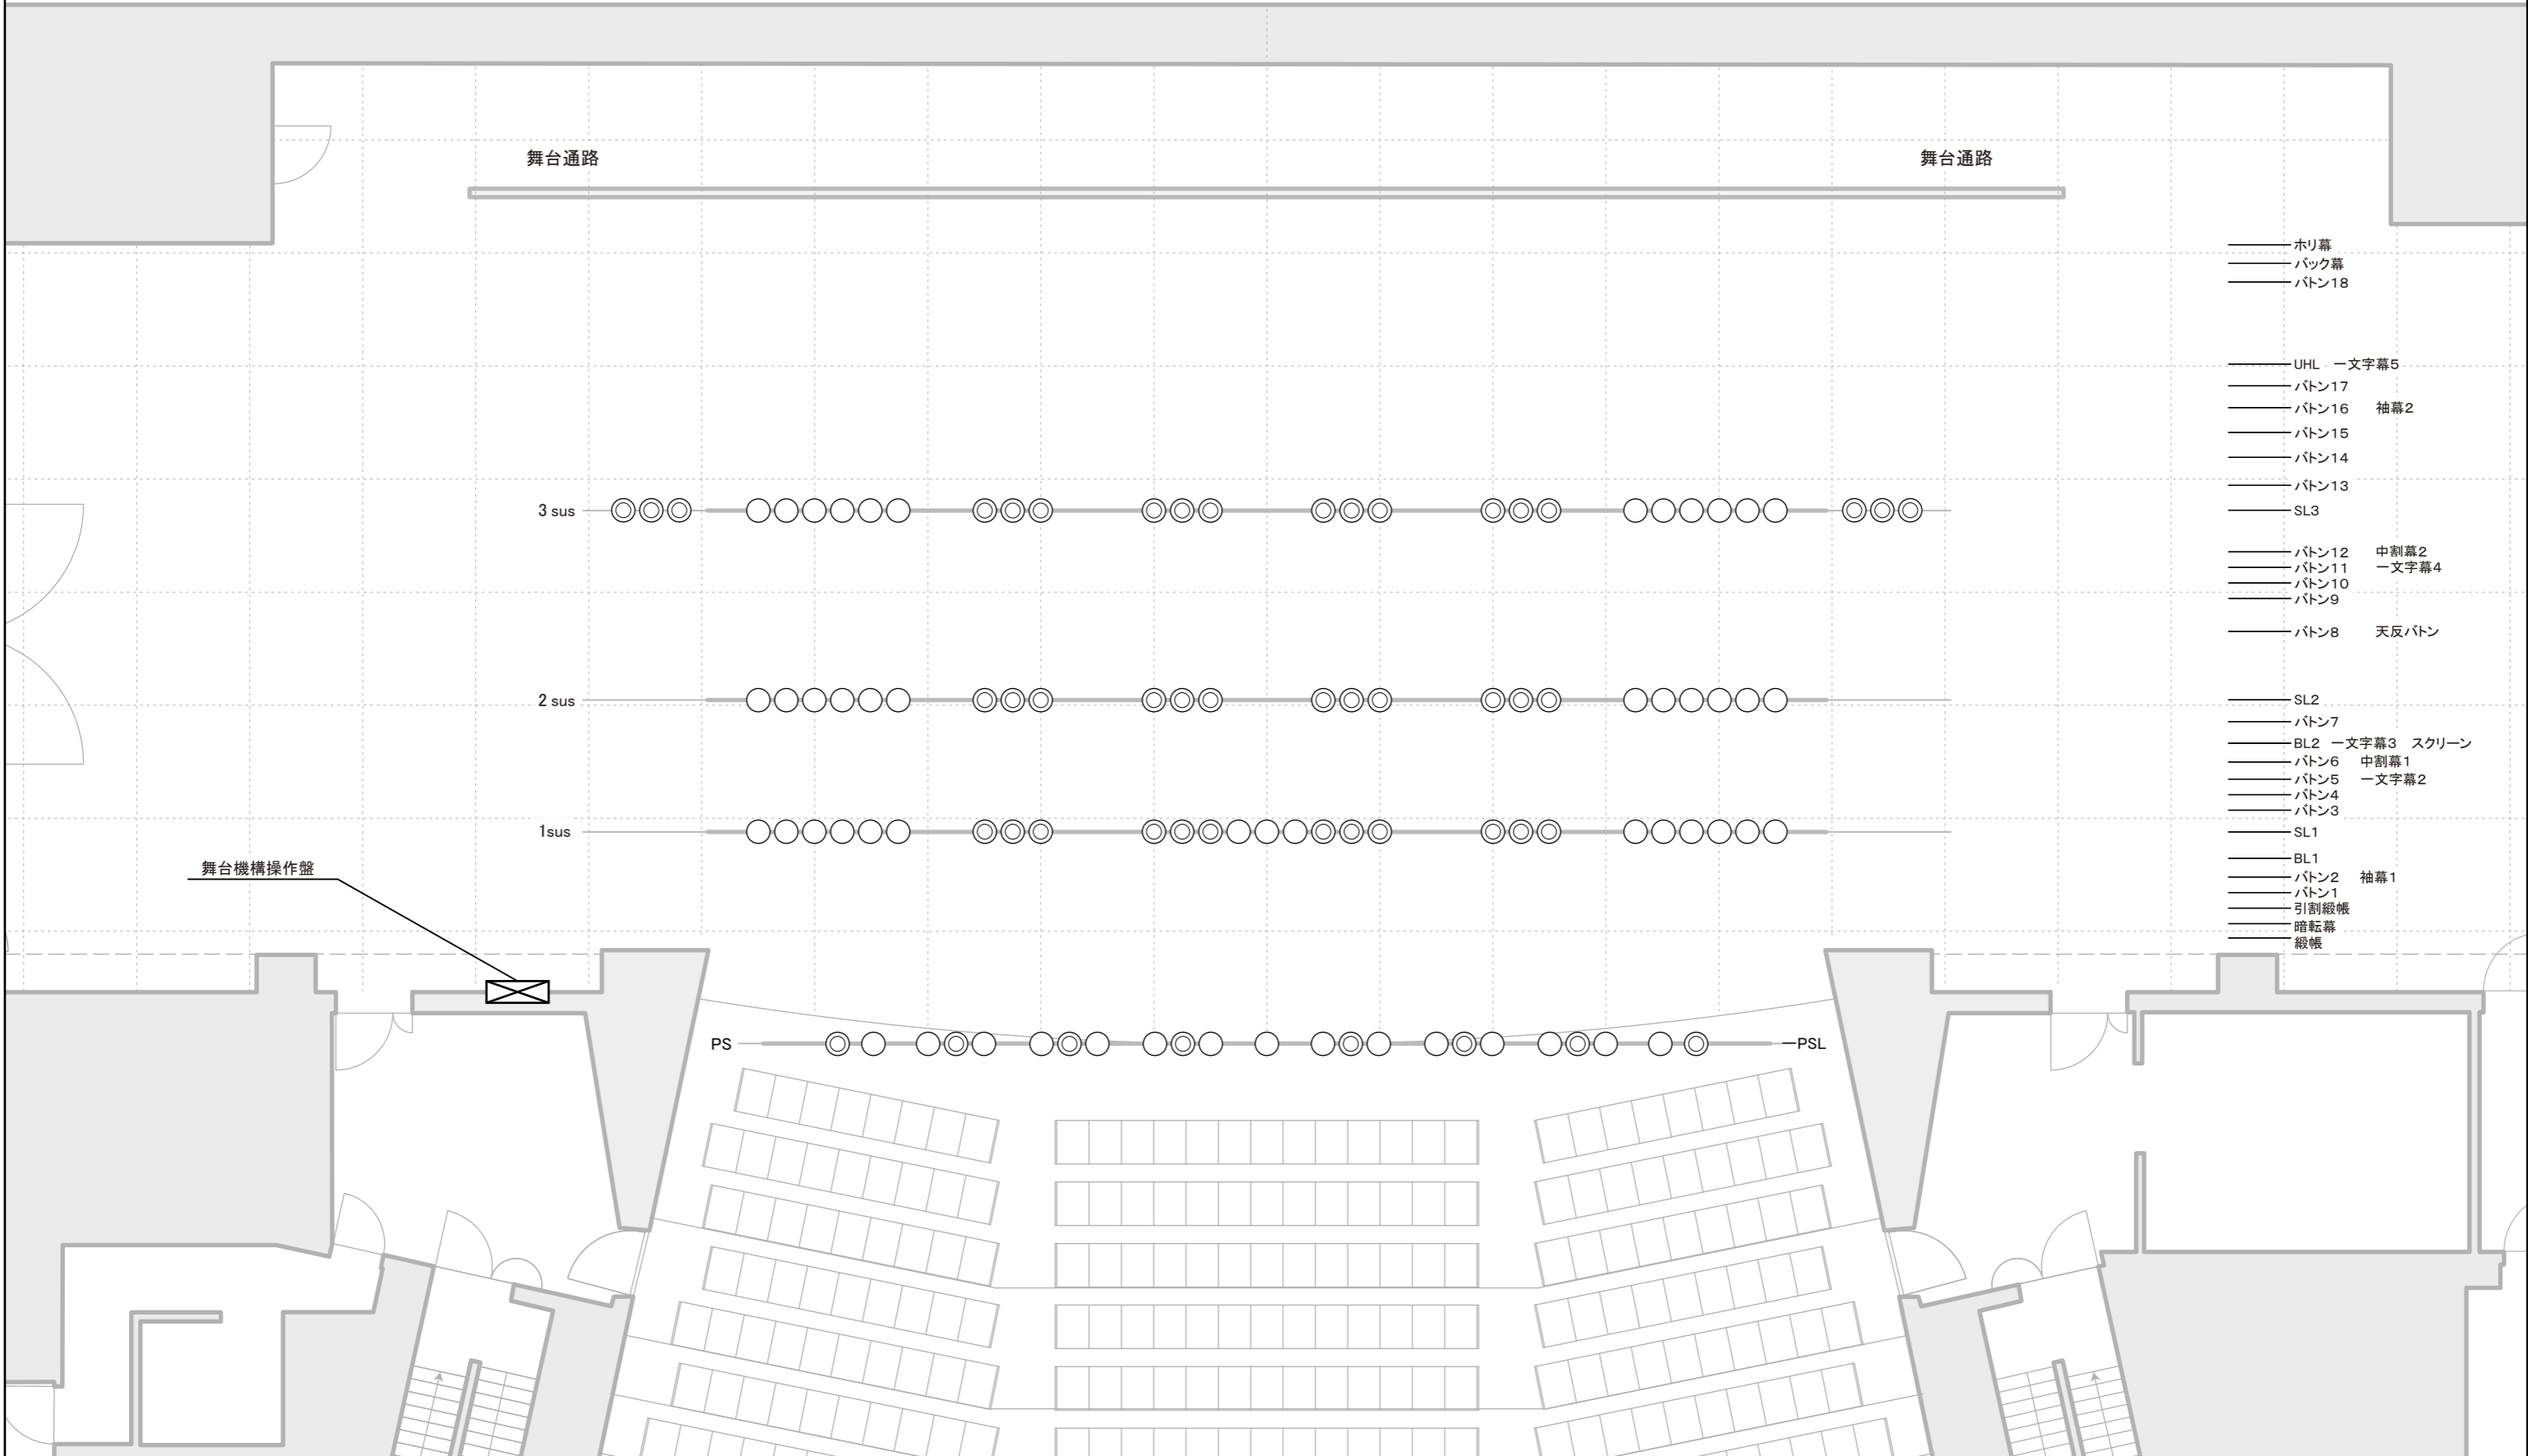 舞台通路
舞台通路
ホリ幕
バック幕
バトン18
UHL 一文字幕5
バトン17
バトン16 袖幕2
バトン15
バトン14
バトン13
3 sus
SL3
バトン12 中割幕2
バトン11 一文字幕4
バトン10
バトン9
バトン8 天反バトン
2 sus
SL2
バトン7
BL2 一文字幕3 スクリーン
バトン6 中割幕1
バトン5 一文字幕2
バトン4
バトン3
1sus
SL1
BL1
舞台機構操作盤
バトン2 袖幕1
バトン1
引割緞帳
暗転幕
緞帳
PS
PSL